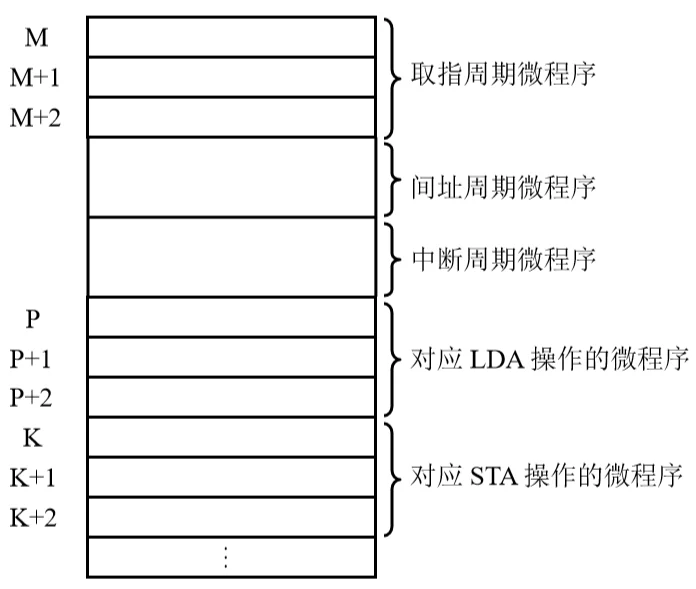 M
M+1
取指周期微程序
M+2
间址周期微程序
中断周期微程序
P
P+1
对应 LDA 操作的微程序
P+2
K
K+1
对应 STA 操作的微程序
K+2
⋮